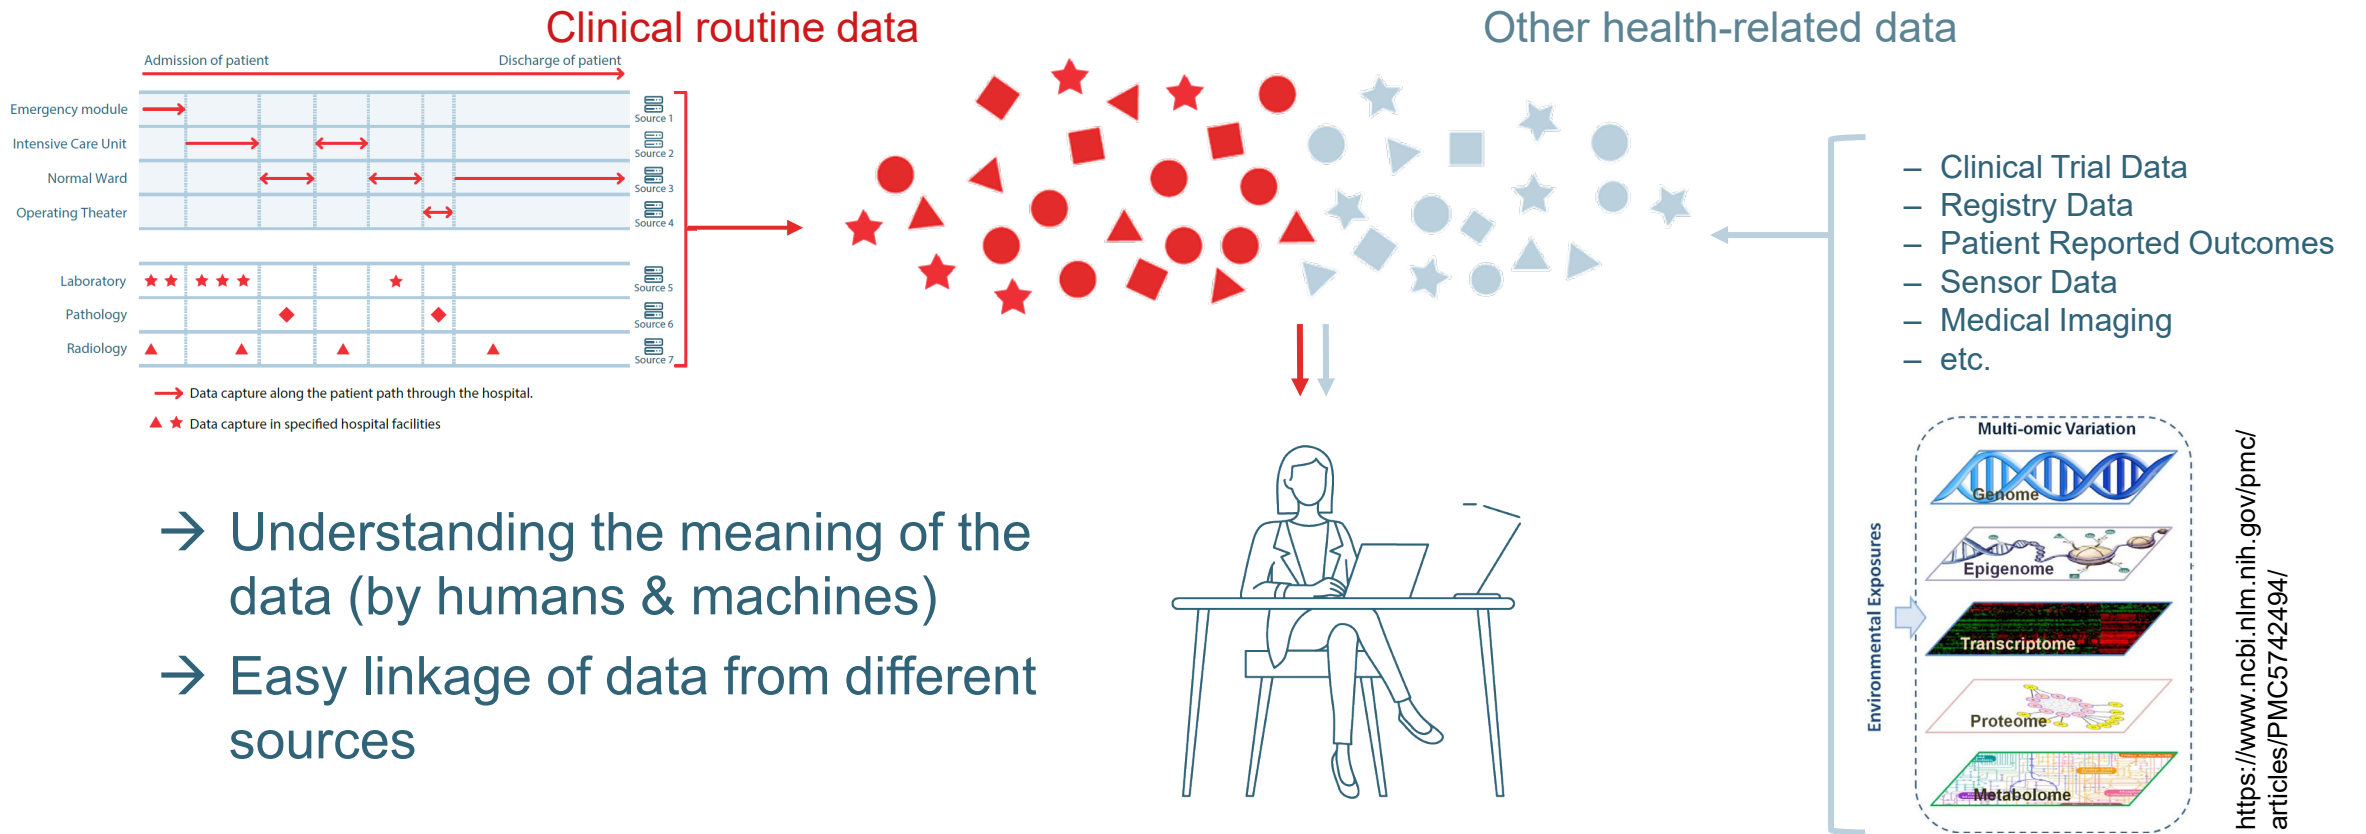 Clinical routine data
Other health-related data
Admission of patient
Discharge of patient
Emergency module
Source 1
Intensive Care Unit
Source 2
Normal Ward
Source 3
Operating Theater
Source 4
Laboratory
Source 5
Pathology
Source 6
Radiology
Source 7
Data capture along the patient path through the hospital.
Data capture in specified hospital facilities
– Clinical Trial Data
– Registry Data
– Patient Reported Outcomes
– Sensor Data
– Medical Imaging
– etc.
→ Understanding the meaning of the
data (by humans & machines)
→ Easy linkage of data from different
sources
Multi-omic Variation
Genome
Epigenome
Transcriptome
Proteome
Metabolome
Environmental Exposures
https://www.ncbi.nlm.nih.gov/pmc/
articles/PMC5742494/